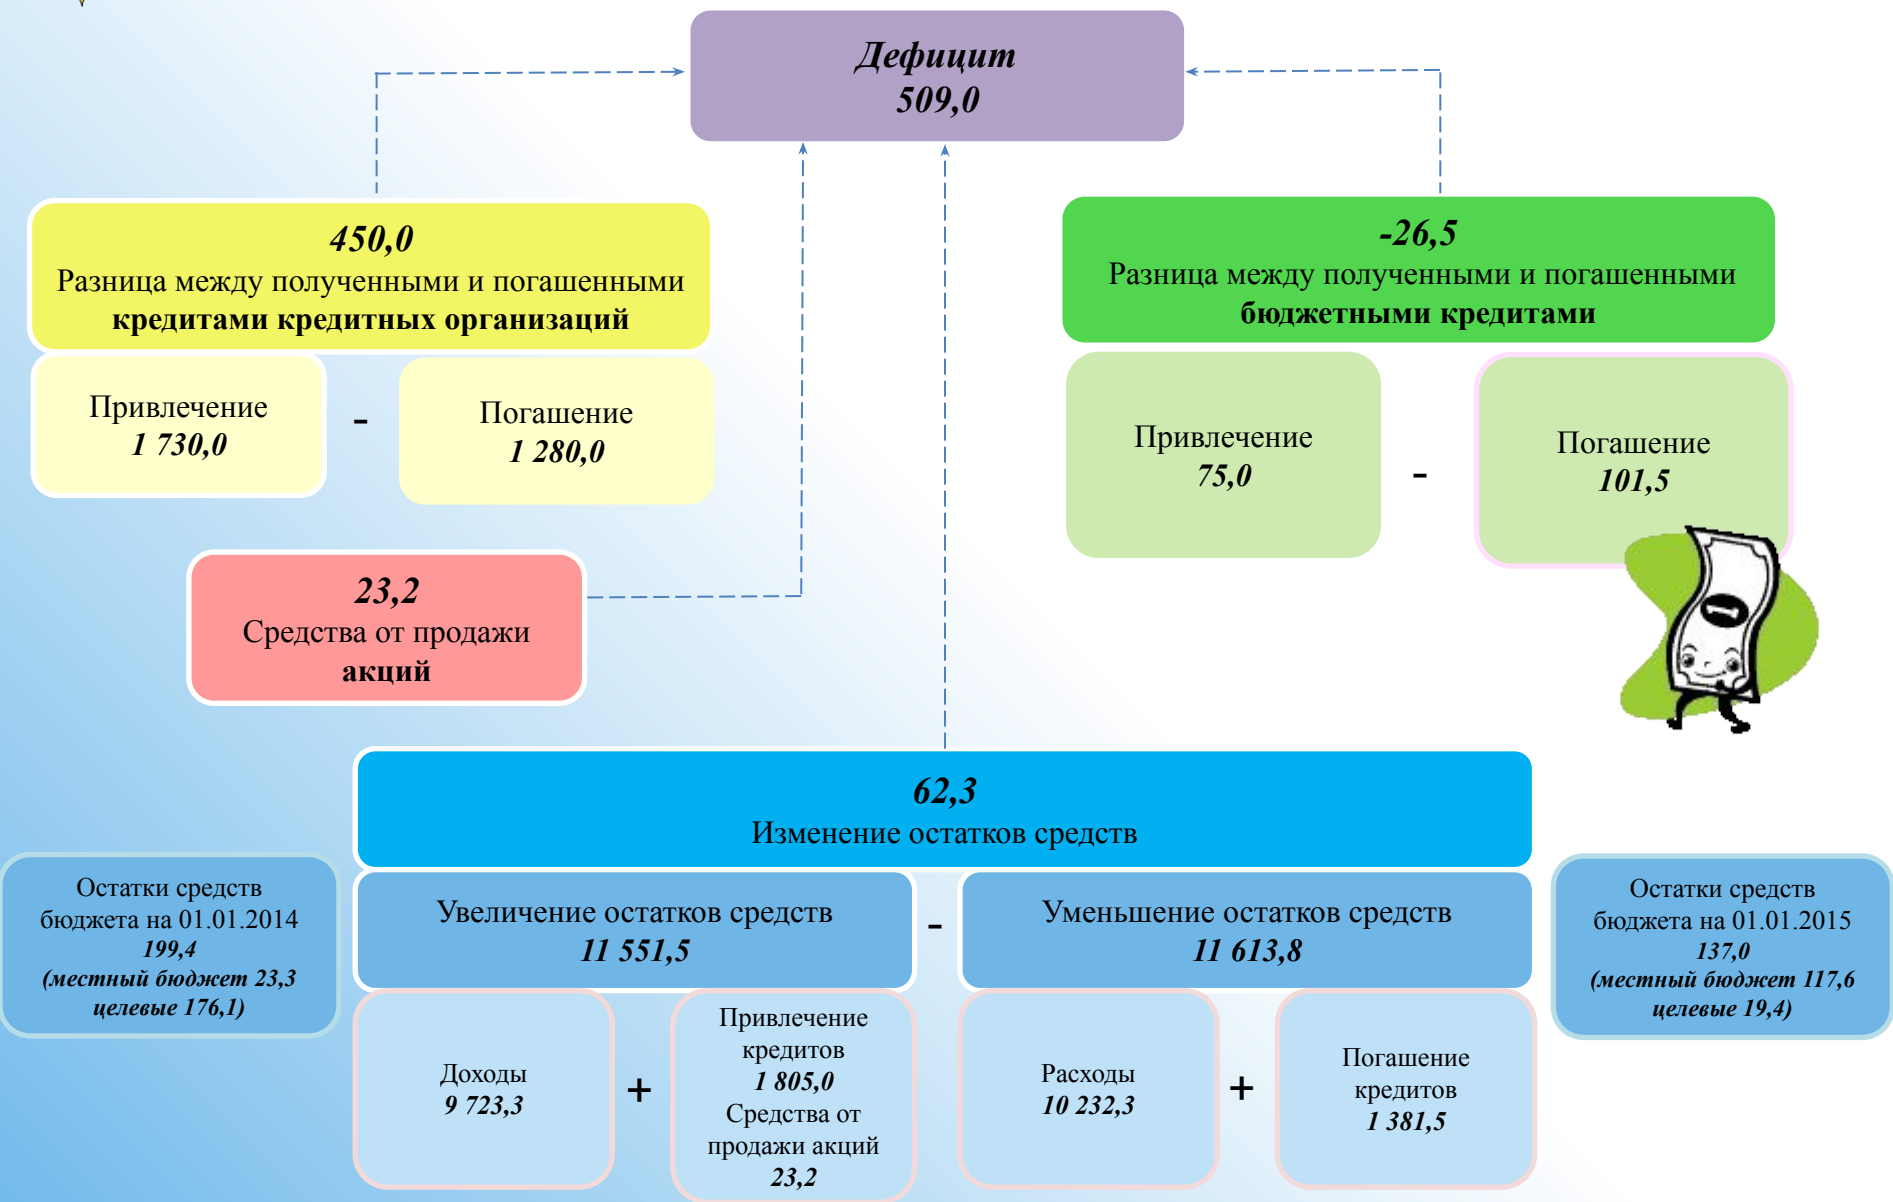 Дефицит
509,0
450,0
Разница между полученными и погашенными
кредитами кредитных организаций
Привлечение
1 730,0
-
Погашение
1 280,0
-26,5
Разница между полученными и погашенными
бюджетными кредитами
Привлечение
75,0
-
Погашение
101,5
23,2
Средства от продажи
акций
62,3
Изменение остатков средств
Остатки средств
бюджета на 01.01.2014
199,4
(местный бюджет 23,3
целевые 176,1)
Увеличение остатков средств
11 551,5
-
Уменьшение остатков средств
11 613,8
Остатки средств
бюджета на 01.01.2015
137,0
(местный бюджет 117,6
целевые 19,4)
Доходы
9 723,3
+
Привлечение
кредитов
1 805,0
Средства от
продажи акций
23,2
Расходы
10 232,3
+
Погашение
кредитов
1 381,5